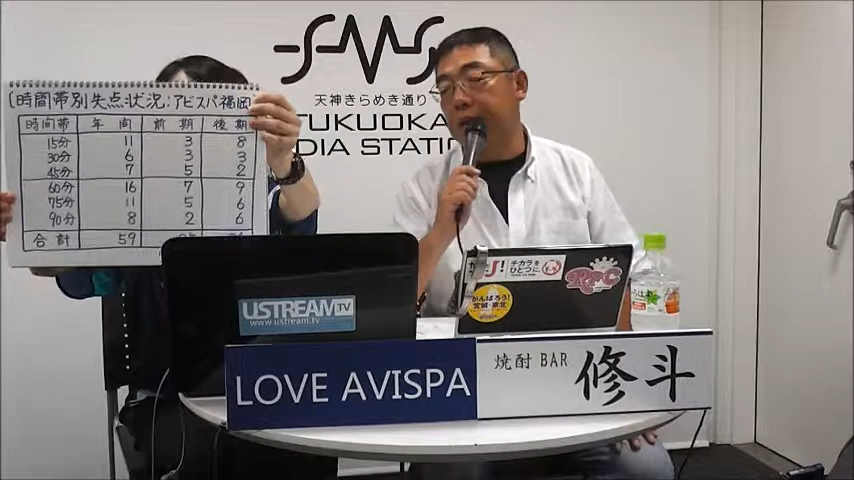 天神きらめき通り
FUKUOKA
DIA STATION
[時間帯別失点状況:アビスパ福岡]
時間帯 年間 前期 後期
15分 11 3 8
30分 6 3 3
45分 7 5 2
60分 16 7 9
75分 11 5 6
90分 8 2 6
合計 59
USTREAM.TV
www.ustream.tv
J!
チカラをひとつに
がんばろう!
宮城・東北
LOVE AVISPA
焼酎 BAR 修斗